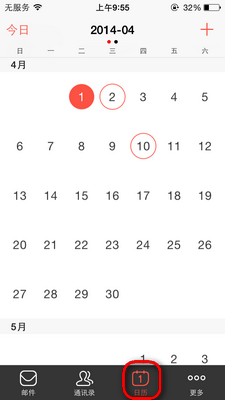 无服务 上午9:55 32%
今日 2014-04 +
日 一 二 三 四 五 六
4月
1 2 3 4 5
6 7 8 9 10 11 12
13 14 15 16 17 18 19
20 21 22 23 24 25 26
27 28 29 30
5月
1 2 3
1
邮件 通讯录 日历 更多